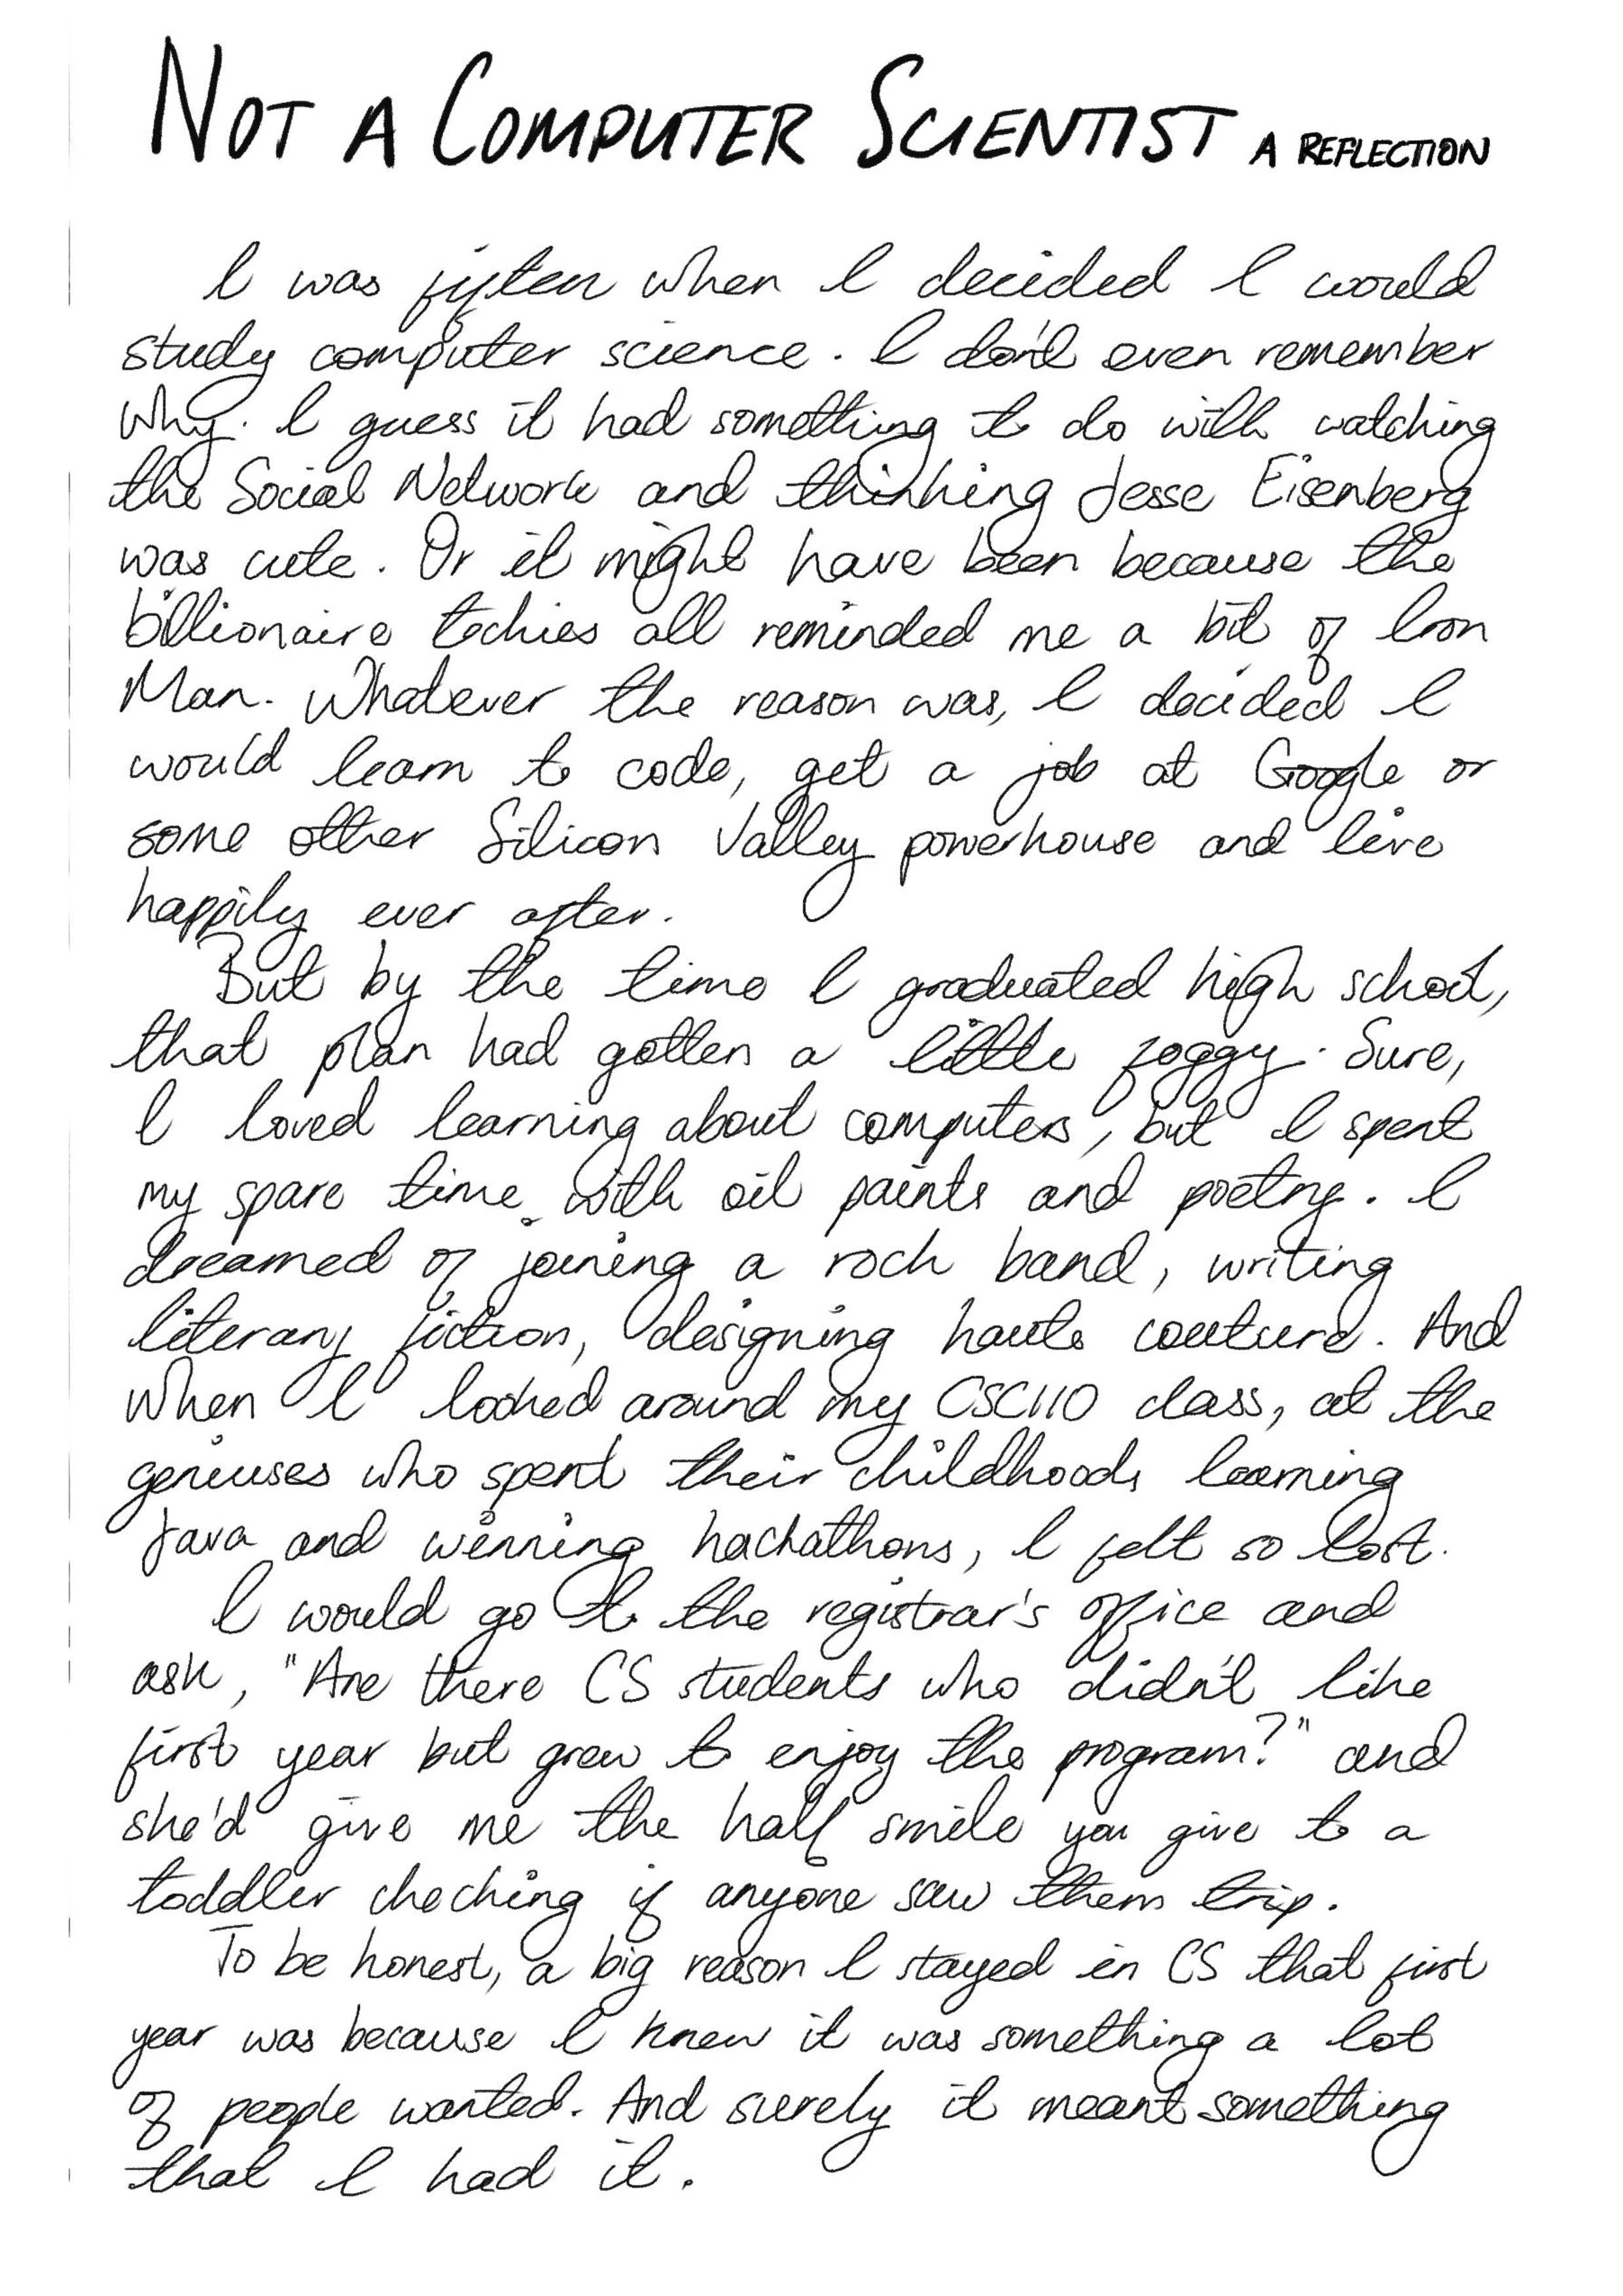 NOT A COMPUTER SCIENTIST A REFLECTION
I was fiften when I decided I would
study computer science. I don't even remember
why. I guess it had something to do with watching
the Social Network and thinking Jesse Eisenberg
was cute. Or it might have been because the
billionaire techies all reminded me a bit of Iron
Man. Whatever the reason was, I decided I
would learn to code, get a job at Google or
some other Silicon Valley powerhouse and live
happily ever after.
But by the time I graduated high school,
that plan had gotten a little foggy. Sure,
I loved learning about computers, but I spent
my spare time with oil paints and poetry. I
dreamed of joining a rock band, writing
literary fiction, designing haute couture. And
when I looked around my CSC110 class, at the
geniuses who spent their childhoods learning
Java and winning hackathons, I felt so lost.
I would go to the registrar's office and
ask, "Are there CS students who didn't like
first year but grew to enjoy the program?" and
she'd give me the half smile you give to a
toddler checking if anyone saw them trip.
To be honest, a big reason I stayed in CS that first
year was because I knew it was something a lot
of people wanted. And surely it meant something
that I had it.